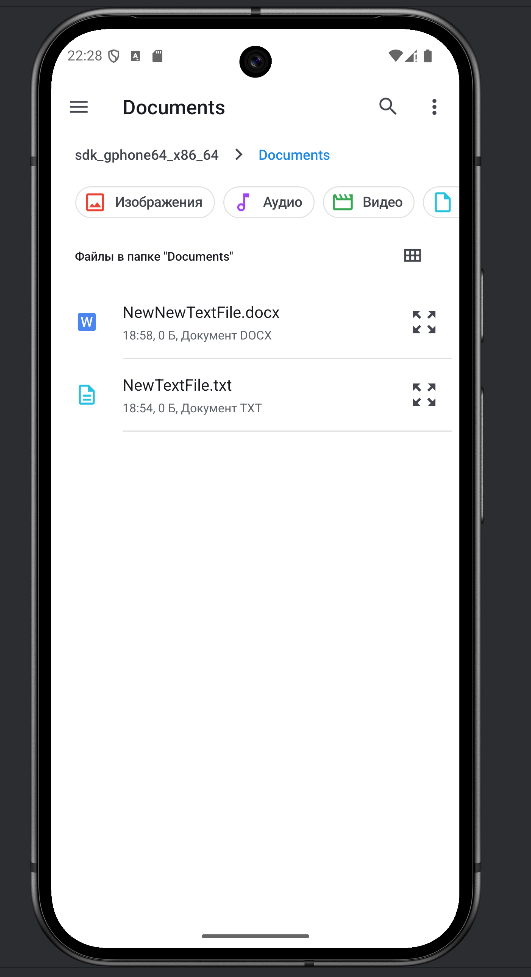 22:28
Documents
sdk_gphone64_x86_64 > Documents
Изображения Аудио Видео
Файлы в папке "Documents"
W NewNewTextFile.docx
18:58, 0 Б, Документ DOCX
NewTextFile.txt
18:54, 0 Б, Документ TXT